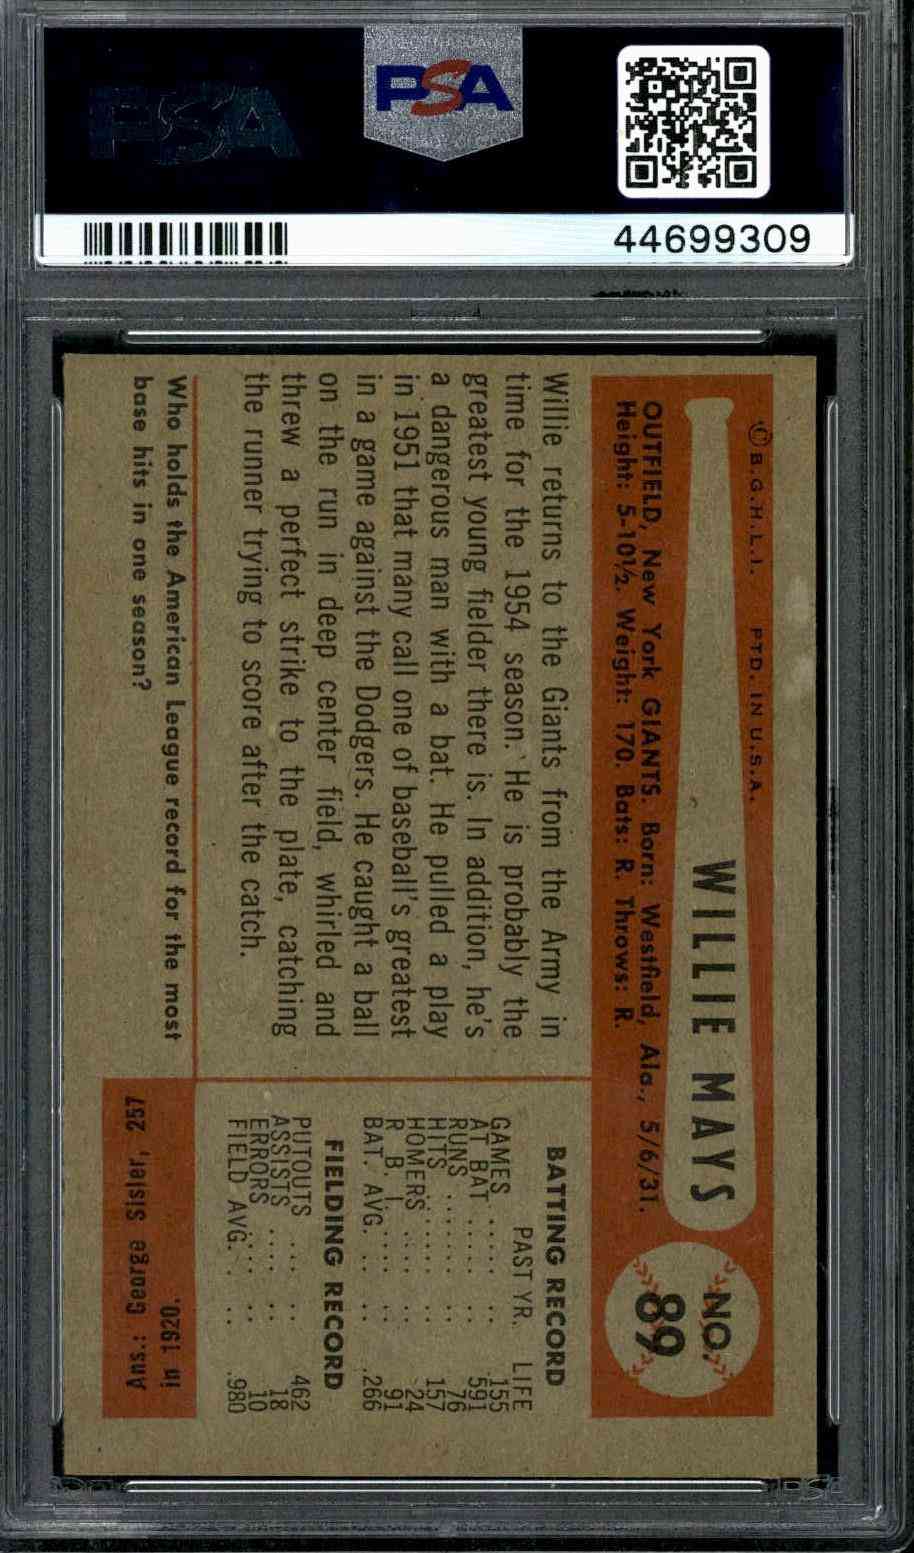 PSA
PSA
44699309
©B.G.H.L.I. PTD. IN U.S.A.
WILLIE MAYS
NO.
89
OUTFIELD, New York GIANTS. Born: Westfield, Ala., 5/6/31.
Height: 5-10½. Weight: 170. Bats: R. Throws: R.
Willie returns to the Giants from the Army in
time for the 1954 season. He is probably the
greatest young fielder there is. In addition, he's
a dangerous man with a bat. He pulled a play
in 1951 that many call one of baseball's greatest
in a game against the Dodgers. He caught a ball
on the run in deep center field, whirled and
threw a perfect strike to the plate, catching
the runner trying to score after the catch.
BATTING RECORD
PAST YR. LIFE
GAMES ..... .. 155
AT BAT ..... .. 591
RUNS ...... .. 76
HITS ....... .. 157
HOMERS ..... .. 24
R. B. I. ..... .. 91
BAT. AVG. .. .. .266
FIELDING RECORD
PUTOUTS .... .. 462
ASSISTS .... .. 18
ERRORS .... .. 10
FIELD AVG. .. .. .980
Who holds the American League record for the most
base hits in one season?
Ans.: George Sisler, 257
in 1920.